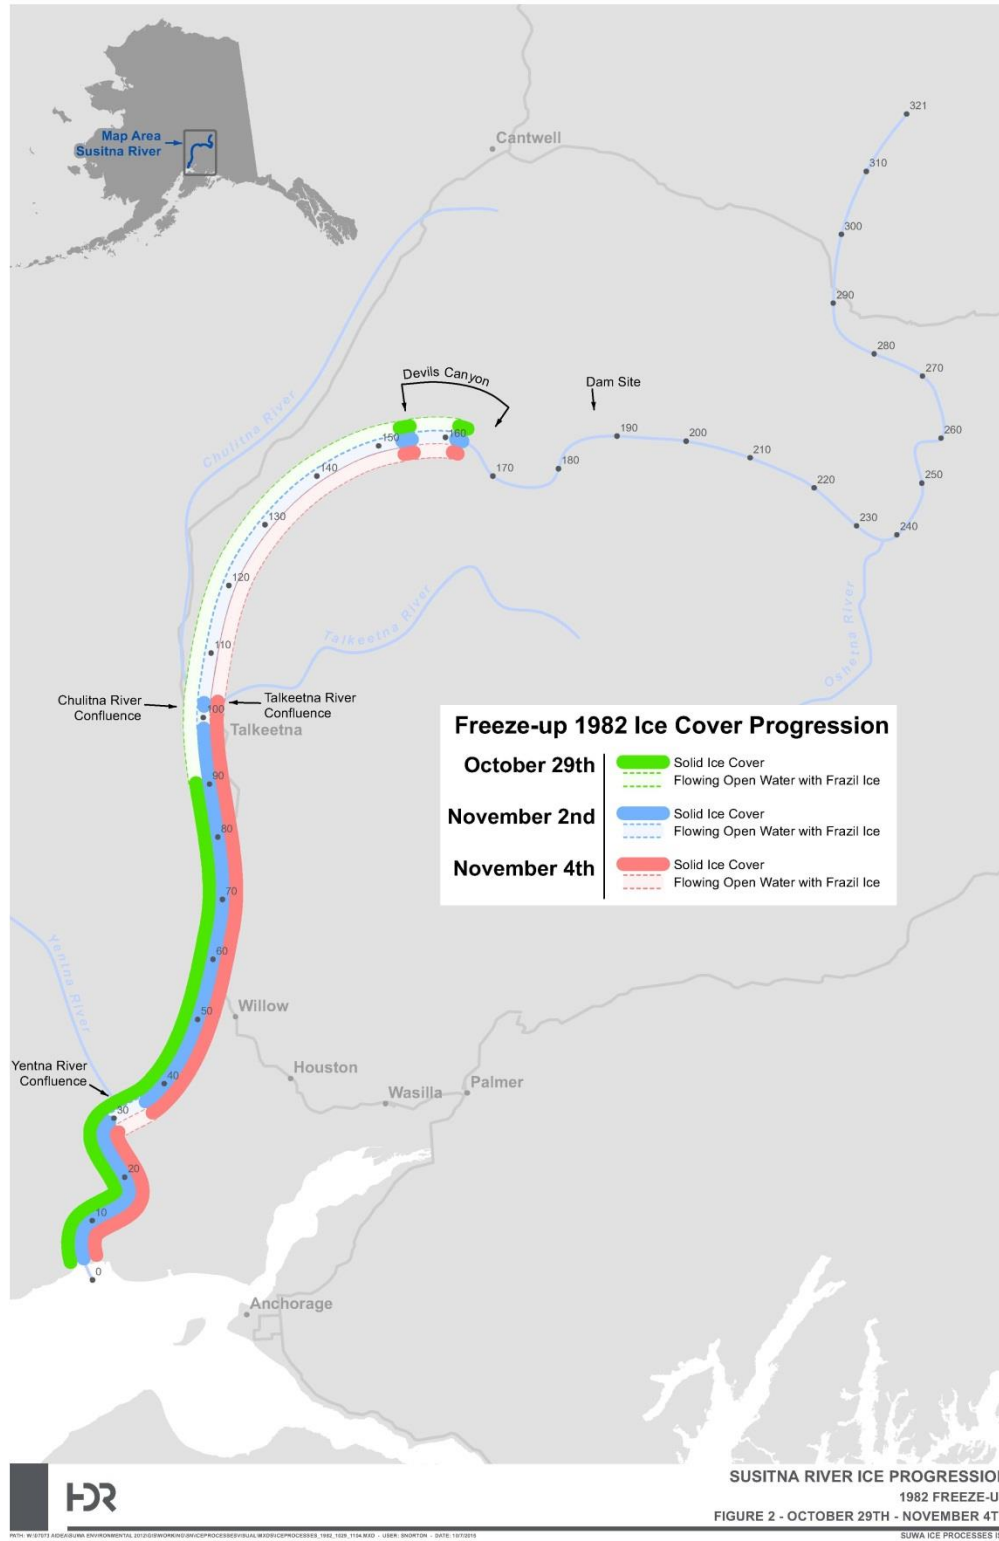 Map Area
Susitna River
Cantwell
321
310
300
290
280
270
260
250
240
230
220
210
200
190
180
170
160
150
140
130
120
110
100
90
80
70
60
50
40
30
20
10
0
Devils Canyon
Dam Site
Chulitna River
Talkeetna River
Oshetna River
Yentna River
Chulitna River
Confluence
Talkeetna River
Confluence
Talkeetna
Freeze-up 1982 Ice Cover Progression
October 29th
Solid Ice Cover
Flowing Open Water with Frazil Ice
November 2nd
Solid Ice Cover
Flowing Open Water with Frazil Ice
November 4th
Solid Ice Cover
Flowing Open Water with Frazil Ice
Willow
Houston
Wasilla
Palmer
Yentna River
Confluence
Anchorage
HDR
SUSITNA RIVER ICE PROGRESSION
1982 FREEZE-U
FIGURE 2 - OCTOBER 29TH - NOVEMBER 4T
SUWA ICE PROCESSES